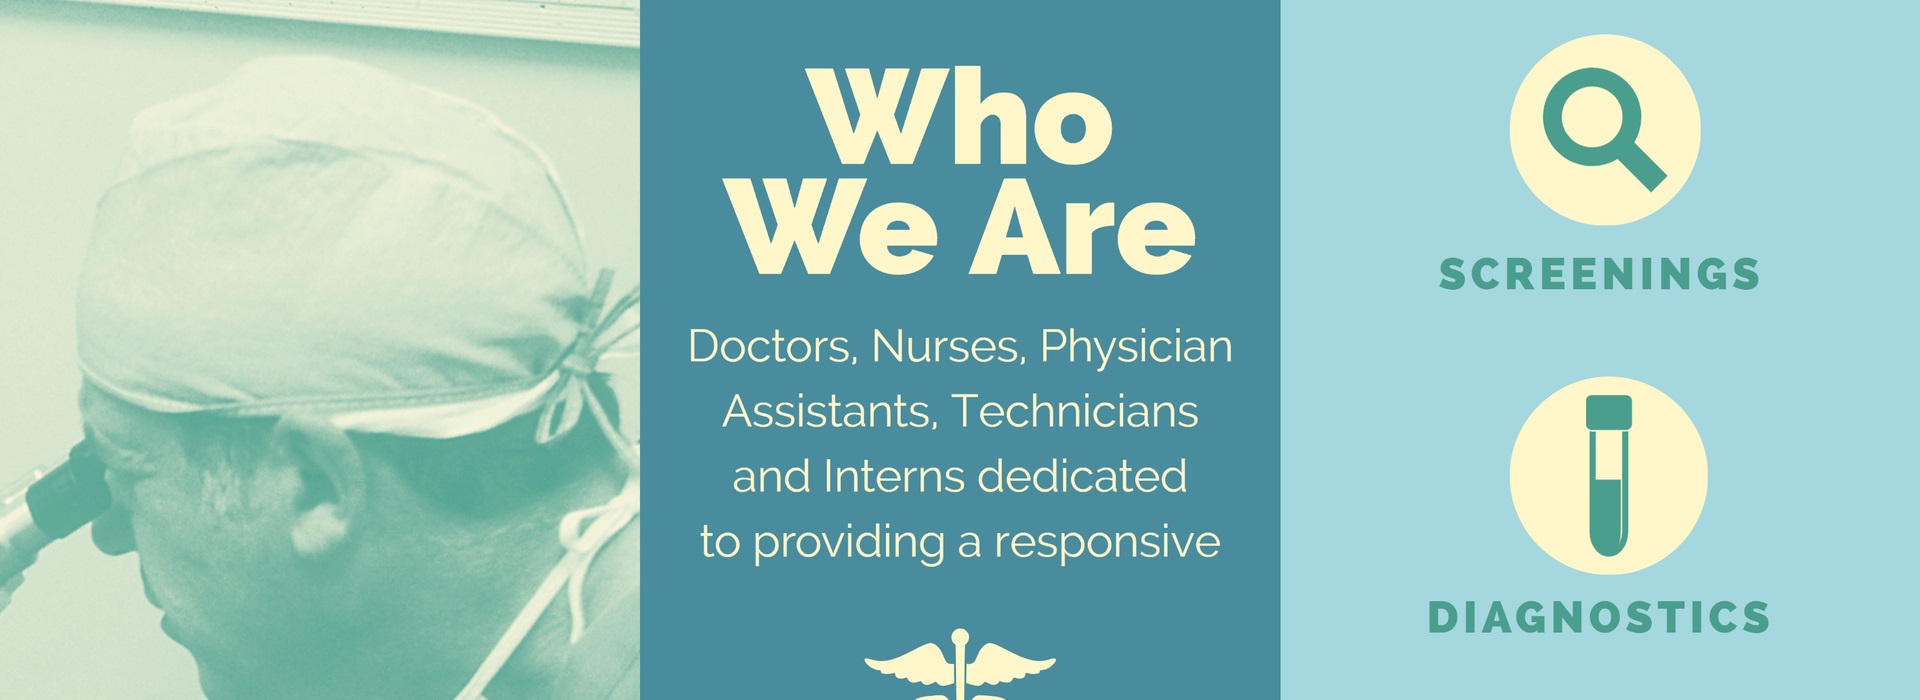 Who
We Are
Doctors, Nurses, Physician
Assistants, Technicians
and Interns dedicated
to providing a responsive
SCREENINGS
DIAGNOSTICS